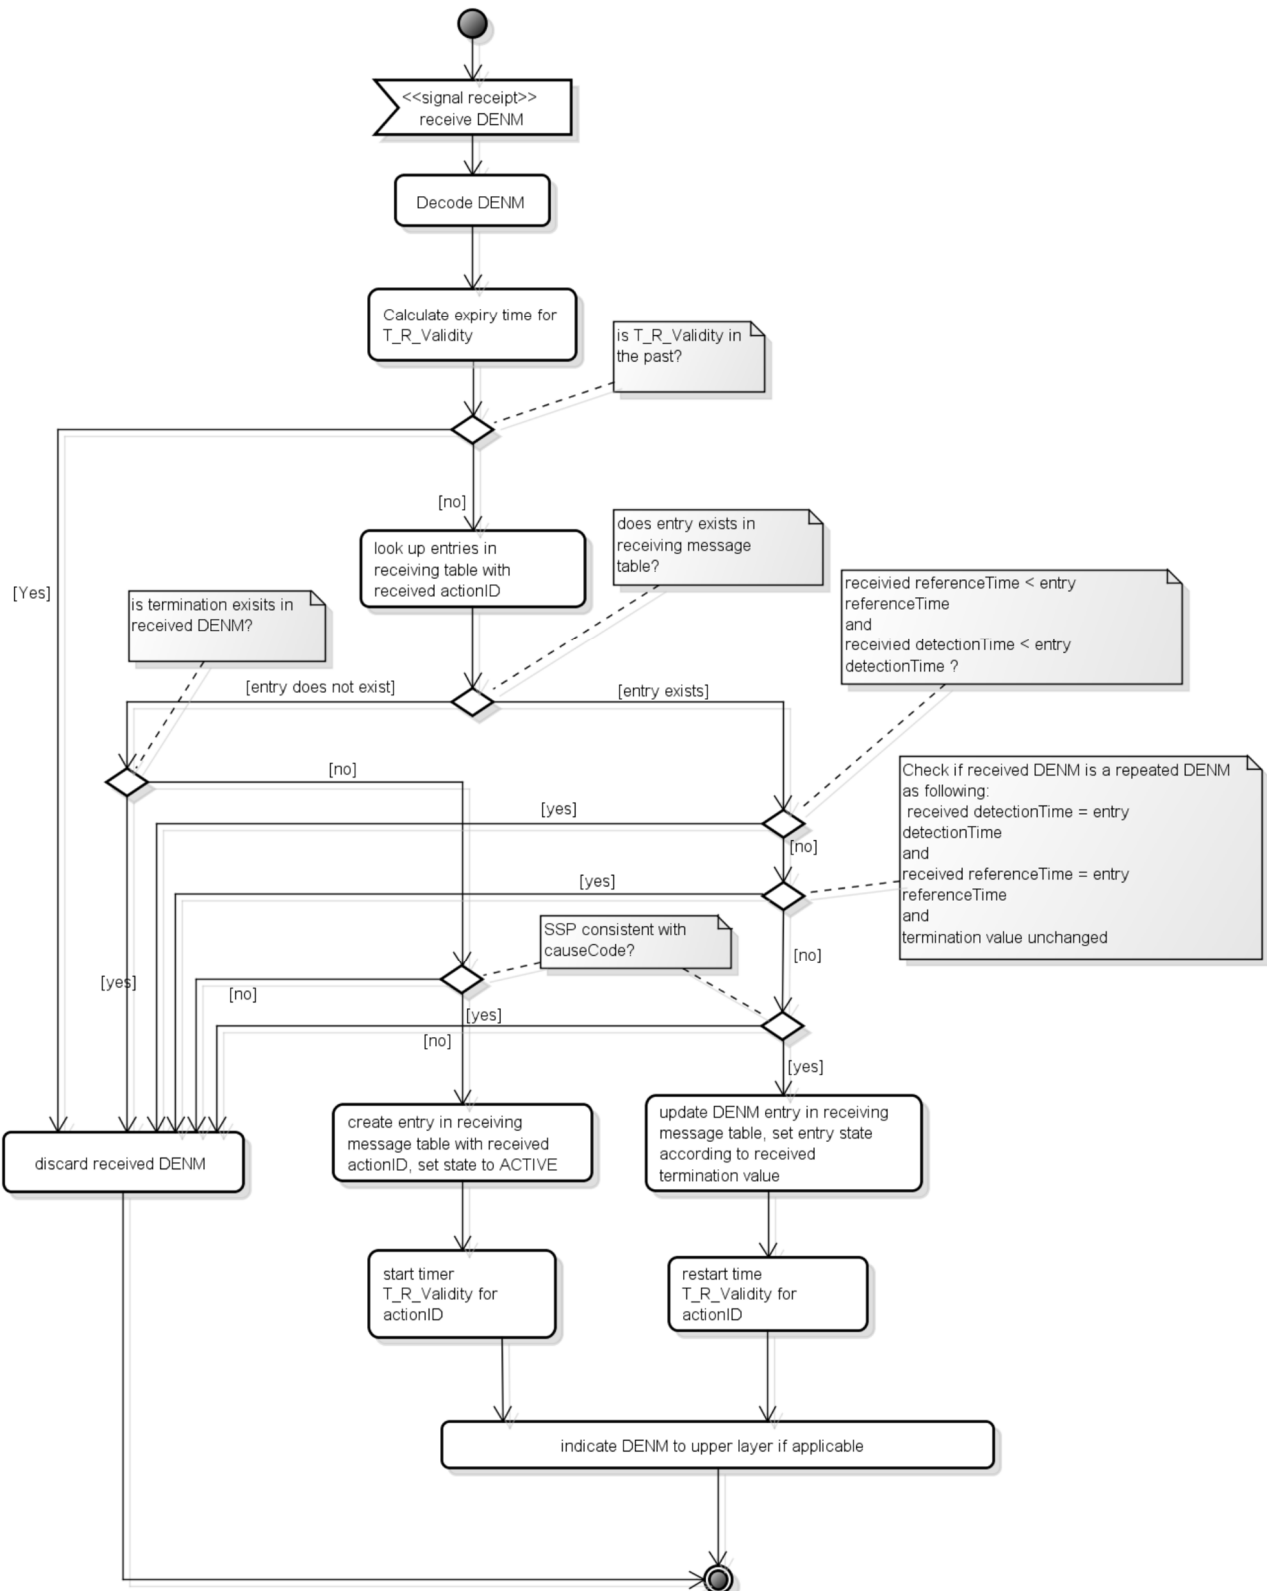 <<signal receipt>>
receive DENM
Decode DENM
Calculate expiry time for
T_R_Validity
is T_R_Validity in
the past?
[no]
look up entries in
receiving table with
received actionID
does entry exists in
receiving message
table?
[Yes]
is termination exisits in
received DENM?
receivied referenceTime < entry
referenceTime
and
receivied detectionTime < entry
detectionTime ?
[entry does not exist]
[entry exists]
[no]
[yes]
[no]
Check if received DENM is a repeated DENM
as following:
received detectionTime = entry
detectionTime
and
received referenceTime = entry
referenceTime
and
termination value unchanged
[yes]
SSP consistent with
causeCode?
[no]
[yes]
[no]
[yes]
[no]
[yes]
create entry in receiving
message table with received
actionID, set state to ACTIVE
update DENM entry in receiving
message table, set entry state
according to received
termination value
discard received DENM
start timer
T_R_Validity for
actionID
restart time
T_R_Validity for
actionID
indicate DENM to upper layer if applicable